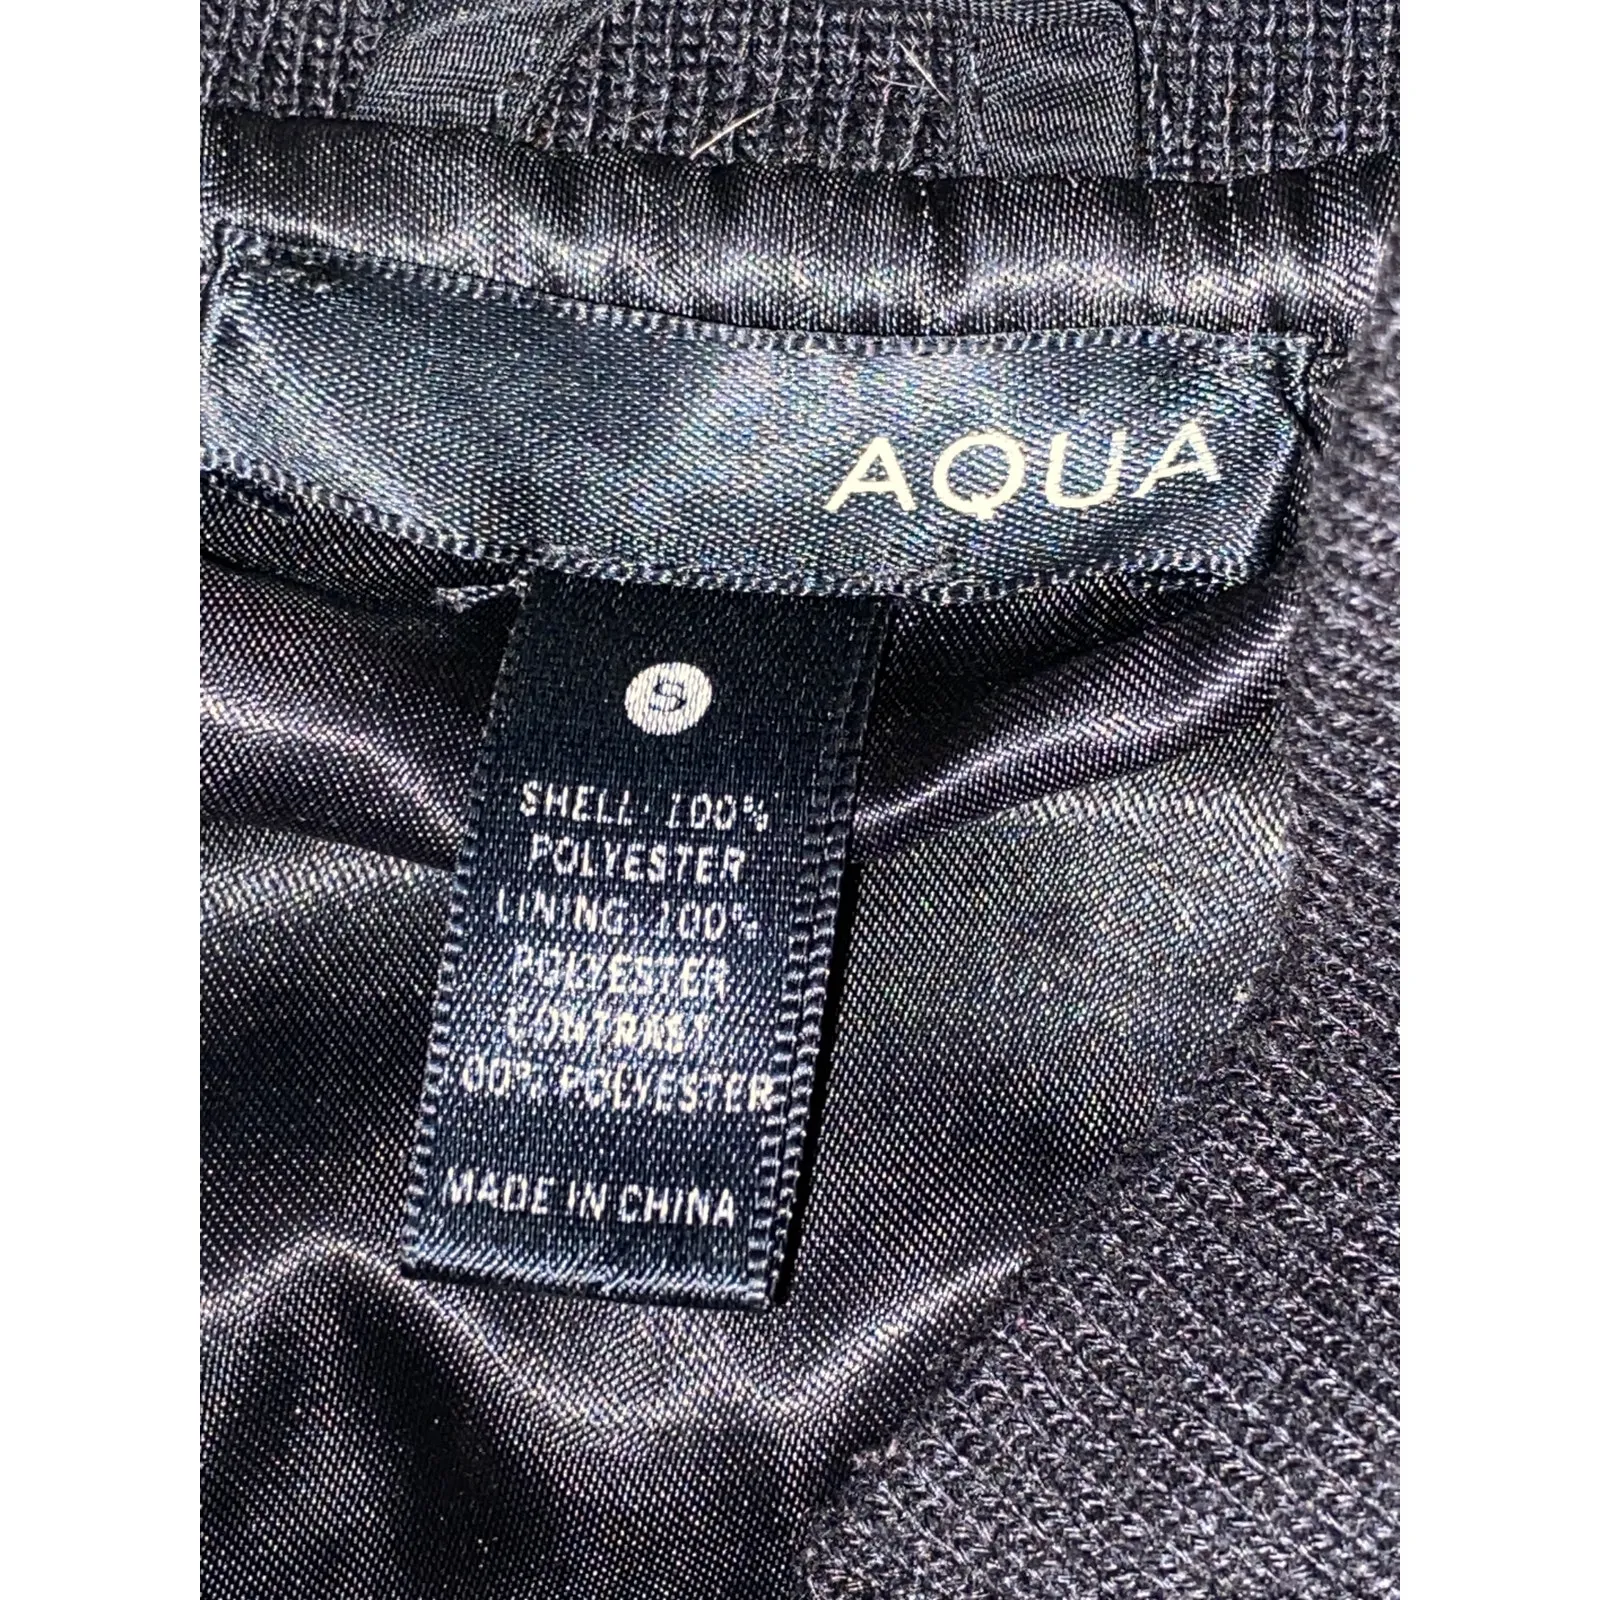 AQUA
S
SHELL: 100%
POLYESTER
LINING: 100%
POLYESTER
CONTRAST
100% POLYESTER
MADE IN CHINA